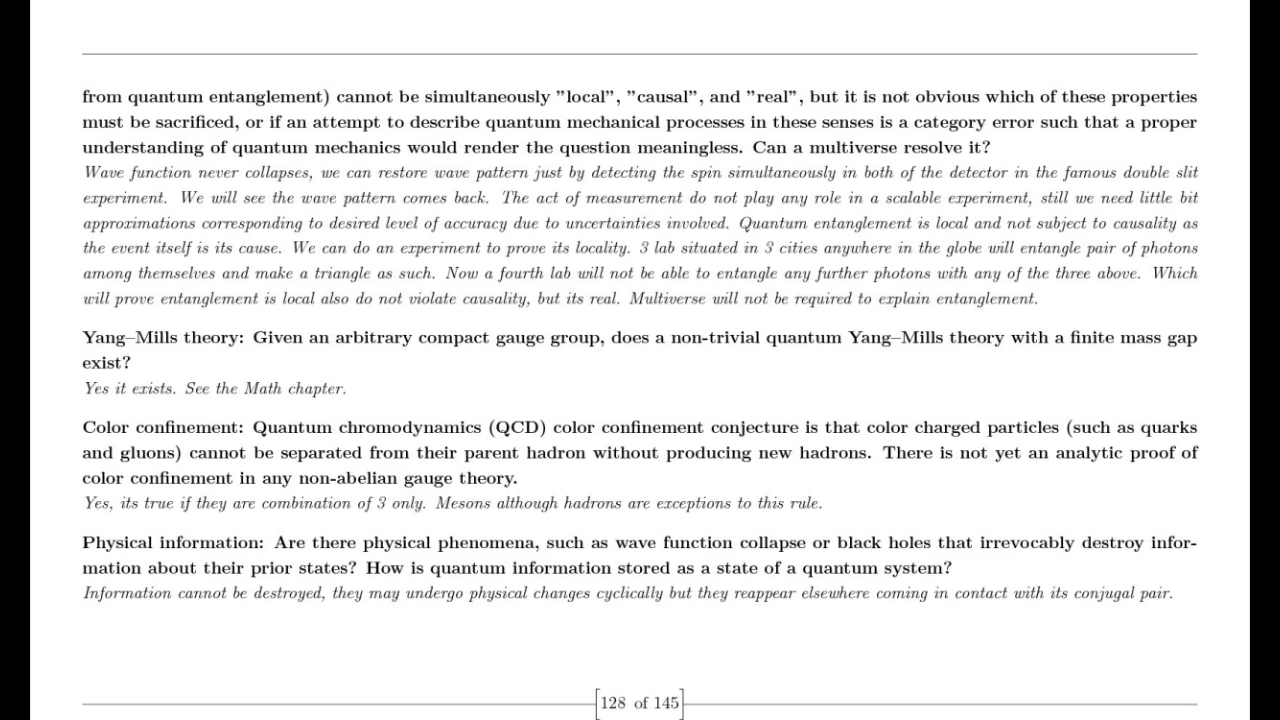 from quantum entanglement) cannot be simultaneously ”local”, ”causal”, and ”real”, but it is not obvious which of these properties
must be sacrificed, or if an attempt to describe quantum mechanical processes in these senses is a category error such that a proper
understanding of quantum mechanics would render the question meaningless. Can a multiverse resolve it?
Wave function never collapses, we can restore wave pattern just by detecting the spin simultaneously in both of the detector in the famous double slit
experiment. We will see the wave pattern comes back. The act of measurement do not play any role in a scalable experiment, still we need little bit
approximations corresponding to desired level of accuracy due to uncertainties involved. Quantum entanglement is local and not subject to causality as
the event itself is its cause. We can do an experiment to prove its locality. 3 lab situated in 3 cities anywhere in the globe will entangle pair of photons
among themselves and make a triangle as such. Now a fourth lab will not be able to entangle any further photons with any of the three above. Which
will prove entanglement is local also do not violate causality, but its real. Multiverse will not be required to explain entanglement.
Yang–Mills theory: Given an arbitrary compact gauge group, does a non-trivial quantum Yang–Mills theory with a finite mass gap
exist?
Yes it exists. See the Math chapter.
Color confinement: Quantum chromodynamics (QCD) color confinement conjecture is that color charged particles (such as quarks
and gluons) cannot be separated from their parent hadron without producing new hadrons. There is not yet an analytic proof of
color confinement in any non-abelian gauge theory.
Yes, its true if they are combination of 3 only. Mesons although hadrons are exceptions to this rule.
Physical information: Are there physical phenomena, such as wave function collapse or black holes that irrevocably destroy infor-
mation about their prior states? How is quantum information stored as a state of a quantum system?
Information cannot be destroyed, they may undergo physical changes cyclically but they reappear elsewhere coming in contact with its conjugal pair.
[128 of 145]